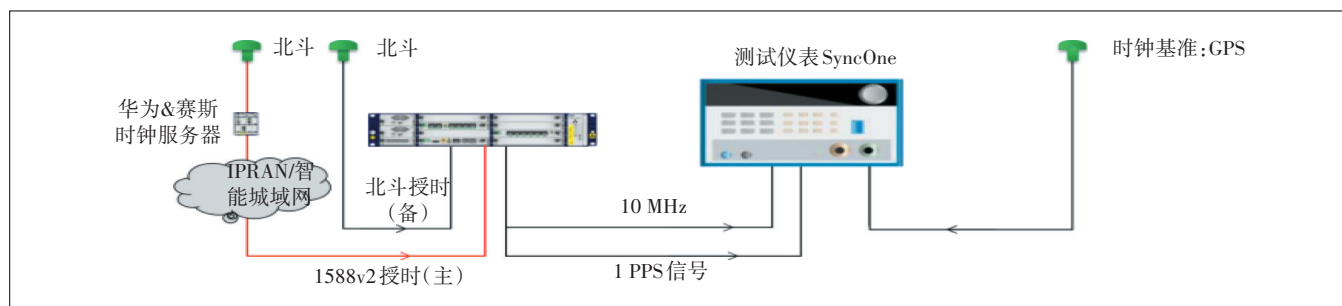 北斗
北斗
测试仪表SyncOne
时钟基准:GPS
华为&赛斯
时钟服务器
IPRAN/智
能城域网
北斗授时
（备）
10 MHz
1588v2授时(主)
1 PPS信号